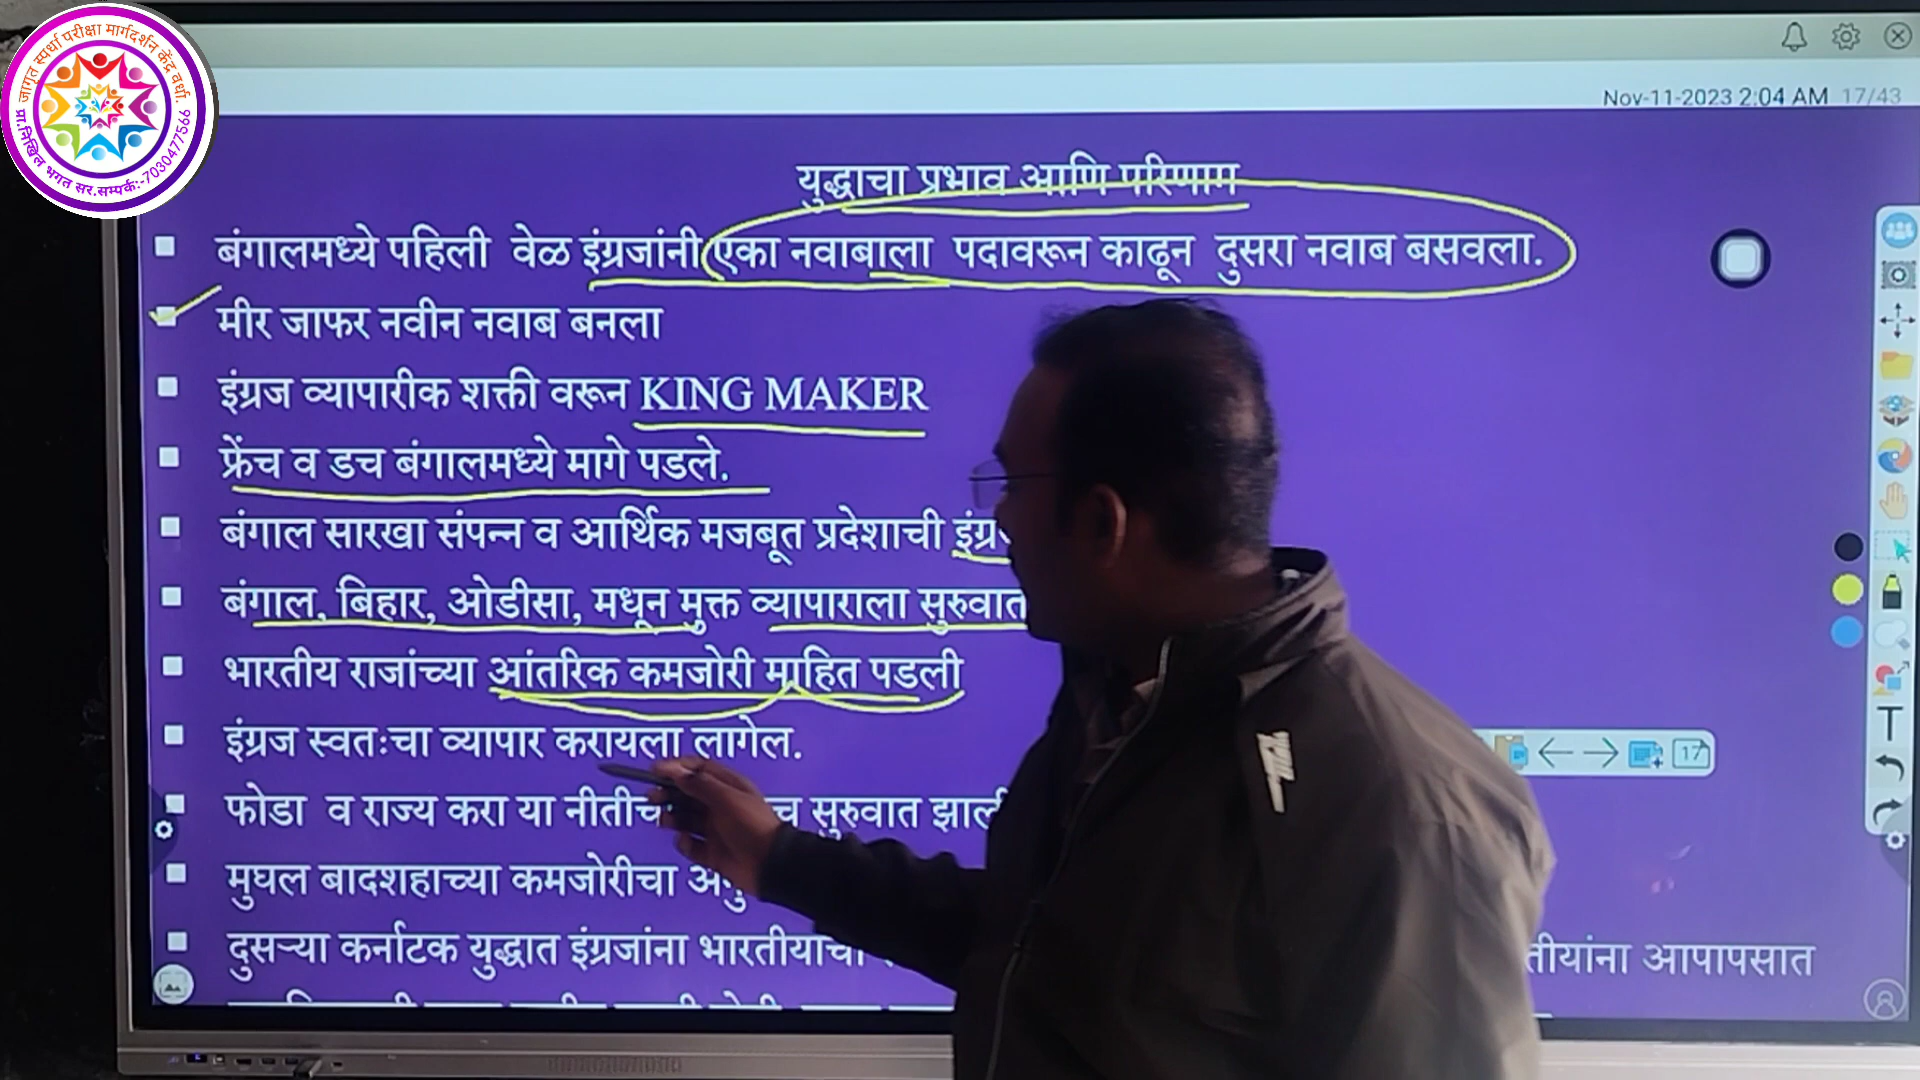 जागृत स्पर्धा परीक्षा मार्गदर्शन केंद्र वर्धा.
प्रा.निखिल भगत सर.सम्पर्क:-7030477566
Nov-11-2023 2:04 AM 17/43
युद्धाचा प्रभाव आणि परिणाम
बंगालमध्ये पहिली वेळ इंग्रजांनी एका नवाबाला पदावरून काढून दुसरा नवाब बसवला.
मीर जाफर नवीन नवाब बनला
इंग्रज व्यापारीक शक्ती वरून KING MAKER
फ्रेंच व डच बंगालमध्ये मागे पडले.
बंगाल सारखा संपन्न व आर्थिक मजबूत प्रदेशाची
बंगाल, बिहार, ओडीसा, मधून मुक्त व्यापाराला सुरुवात
भारतीय राजांच्या आंतरिक कमजोरी माहित पडली
इंग्रज स्वतःचा व्यापार करायला लागेल.
फोडा व राज्य करा या सुरुवात
मुघल बादशहाच्या कमजोरीचा
दुसऱ्या कर्नाटक युद्धात इंग्रजांना आपापसात
T
17